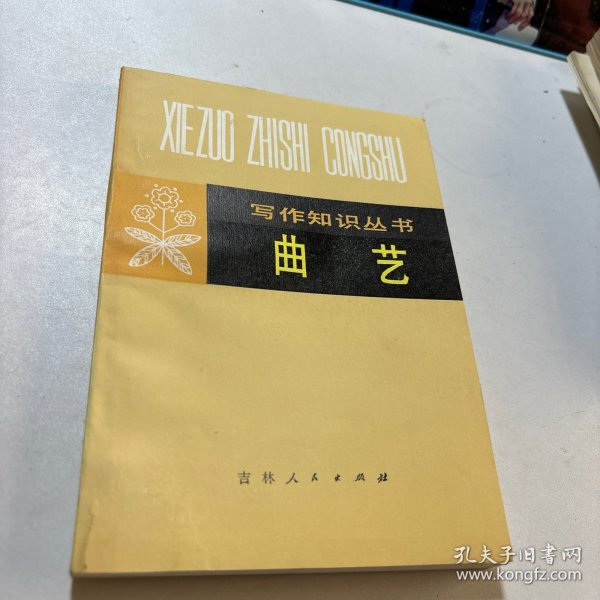 XIEZUO ZHISHI CONGSHU
写作知识丛书
曲艺
吉林人民出版社
孔夫子旧书网
www.kongfz.com